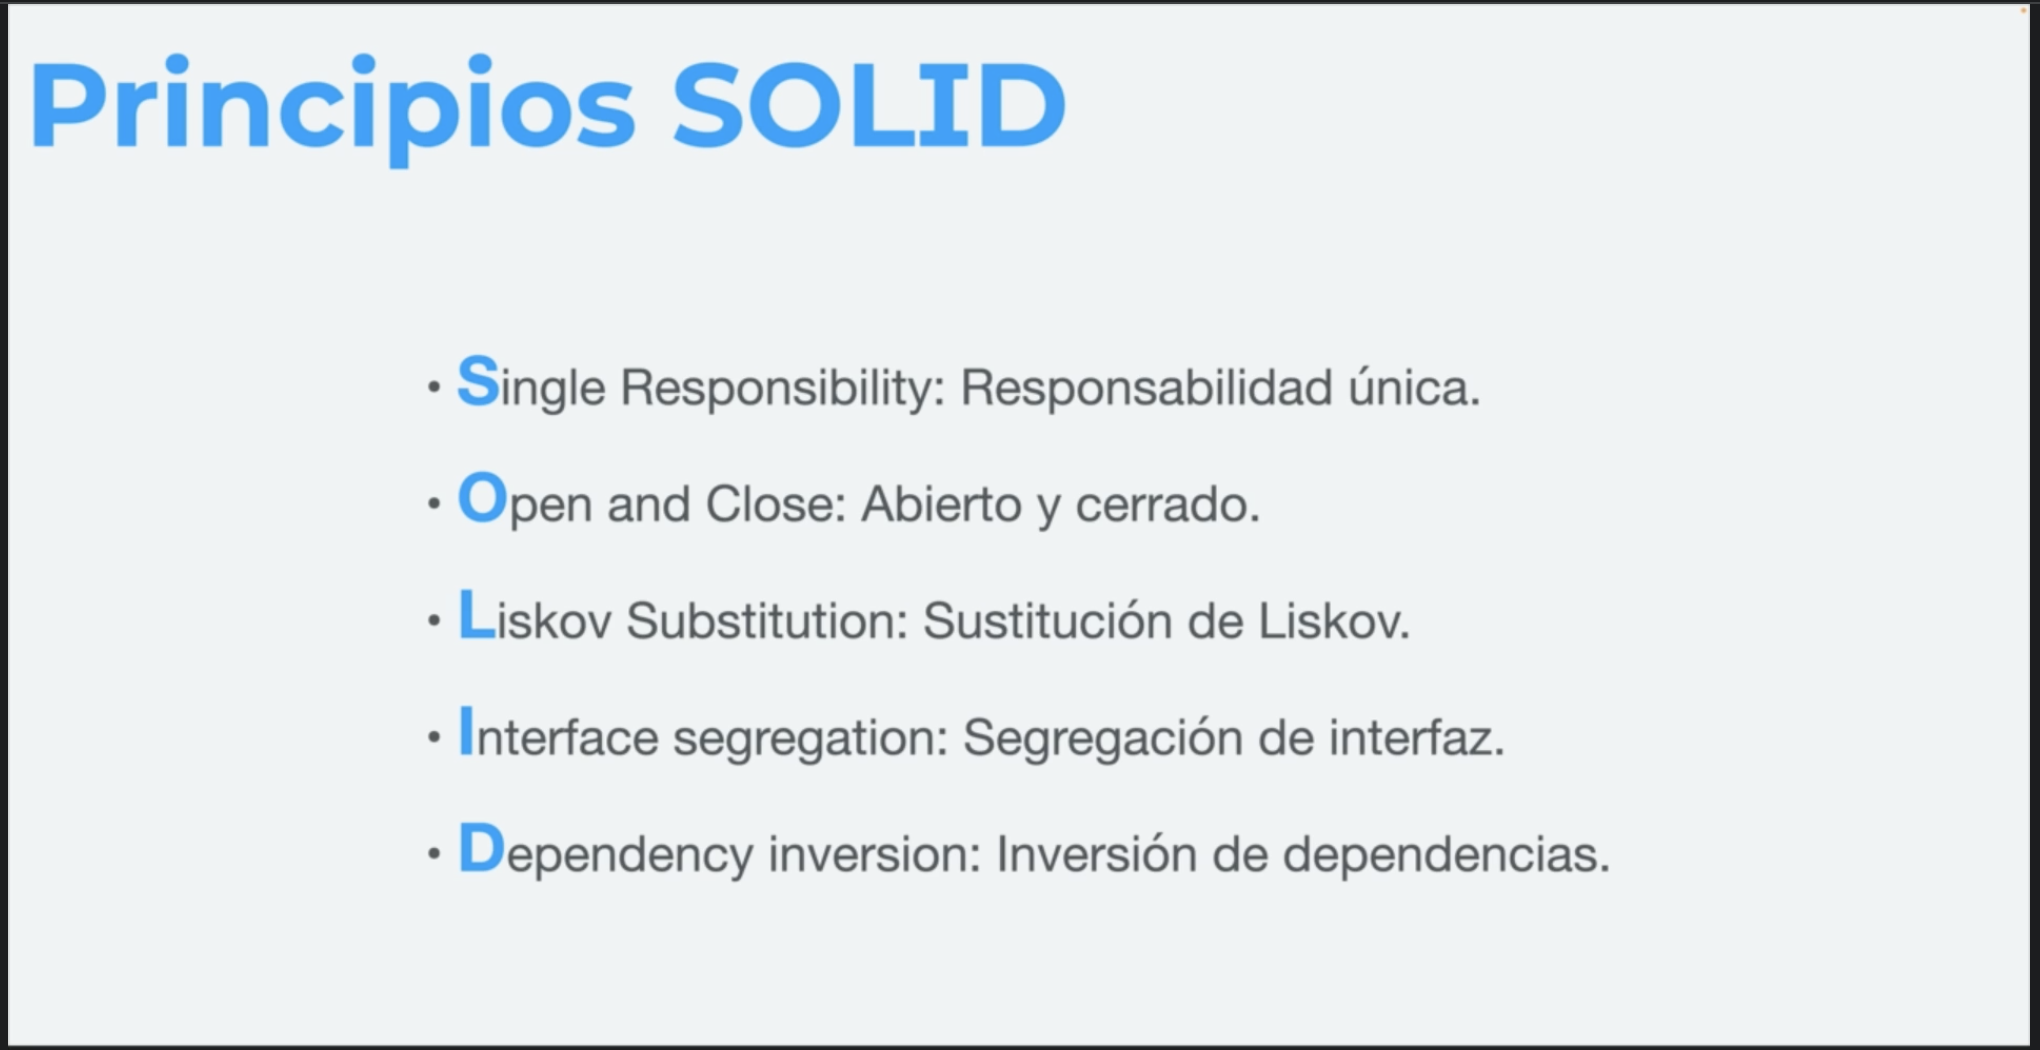 Principios SOLID
• Single Responsibility: Responsabilidad única.
• Open and Close: Abierto y cerrado.
• Liskov Substitution: Sustitución de Liskov.
• Interface segregation: Segregación de interfaz.
• Dependency inversion: Inversión de dependencias.